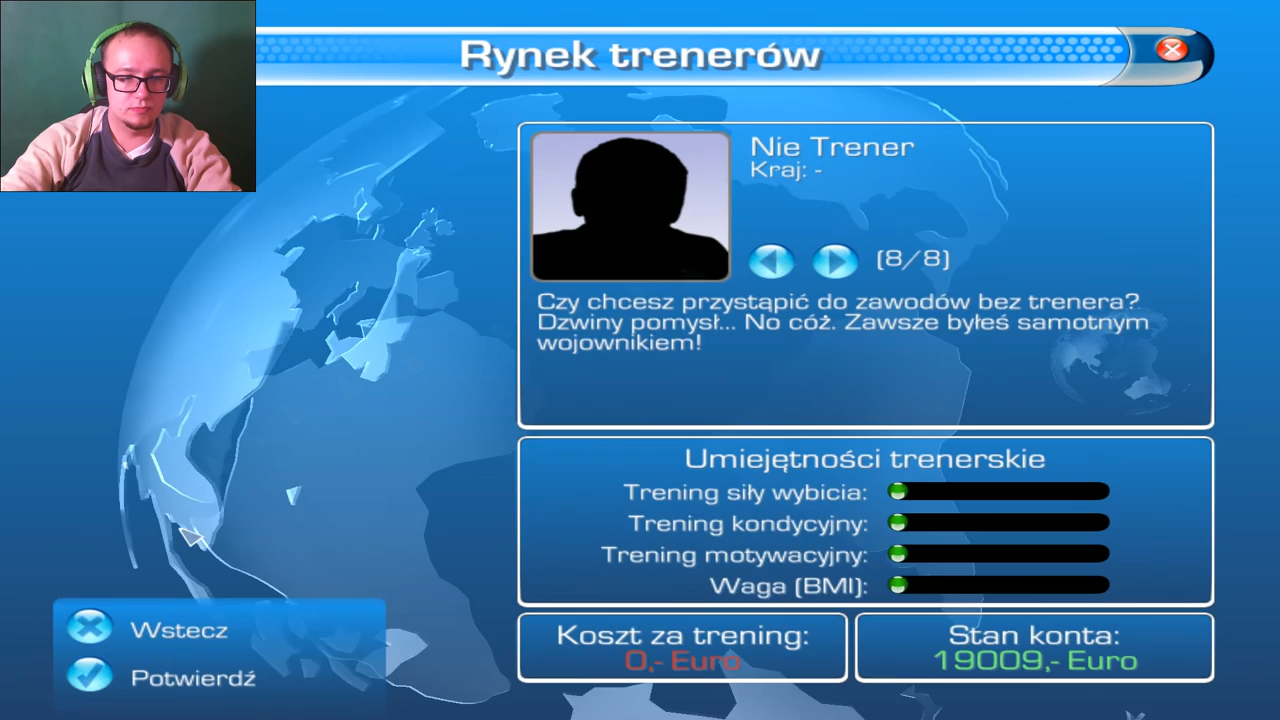 Rynek trenerów
Nie Trener
Kraj: -
(8/8)
Czy chcesz przystąpić do zawodów bez trenera?
Dzwiny pomysł... No cóż. Zawsze byłeś samotnym
wojownikiem!
Umiejętności trenerskie
Trening siły wybicia:
Trening kondycyjny:
Trening motywacyjny:
Waga (BMI):
Koszt za trening:
0,- Euro
Stan konta:
19009,- Euro
Wstecz
Potwierdź